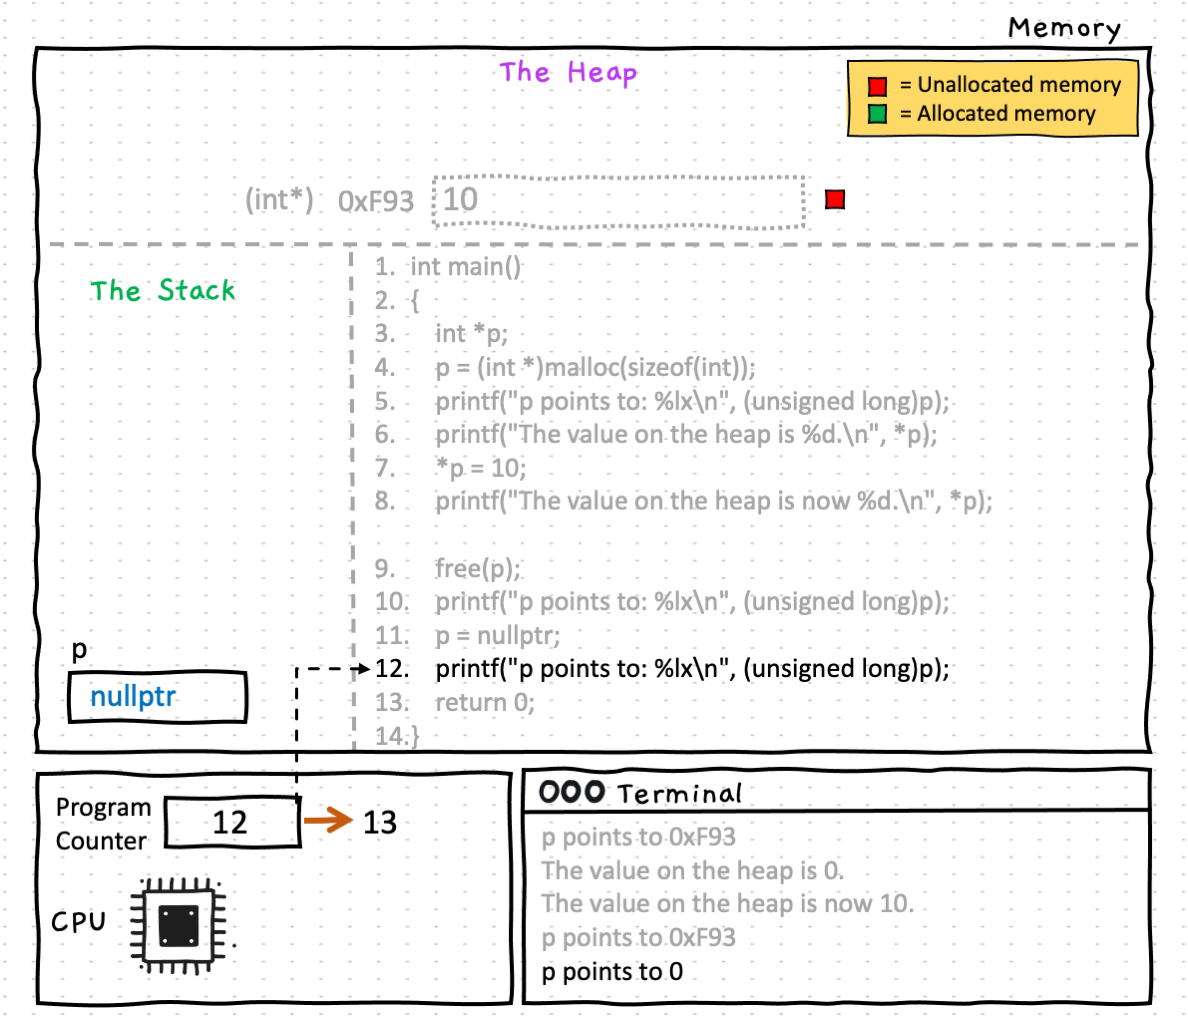 Memory
The Heap
= Unallocated memory
= Allocated memory
(int*) 0xF93 10
The Stack
1. int main()
2. {
3. int *p;
4. p = (int *)malloc(sizeof(int));
5. printf("p points to: %lx\n", (unsigned long)p);
6. printf("The value on the heap is %d.\n", *p);
7. *p = 10;
8. printf("The value on the heap is now %d.\n", *p);
9. free(p);
10. printf("p points to: %lx\n", (unsigned long)p);
11. p = nullptr;
12. printf("p points to: %lx\n", (unsigned long)p);
13. return 0;
14.}
p
nullptr
Program
Counter
12
13
CPU
Terminal
p points to 0xF93
The value on the heap is 0.
The value on the heap is now 10.
p points to 0xF93
p points to 0